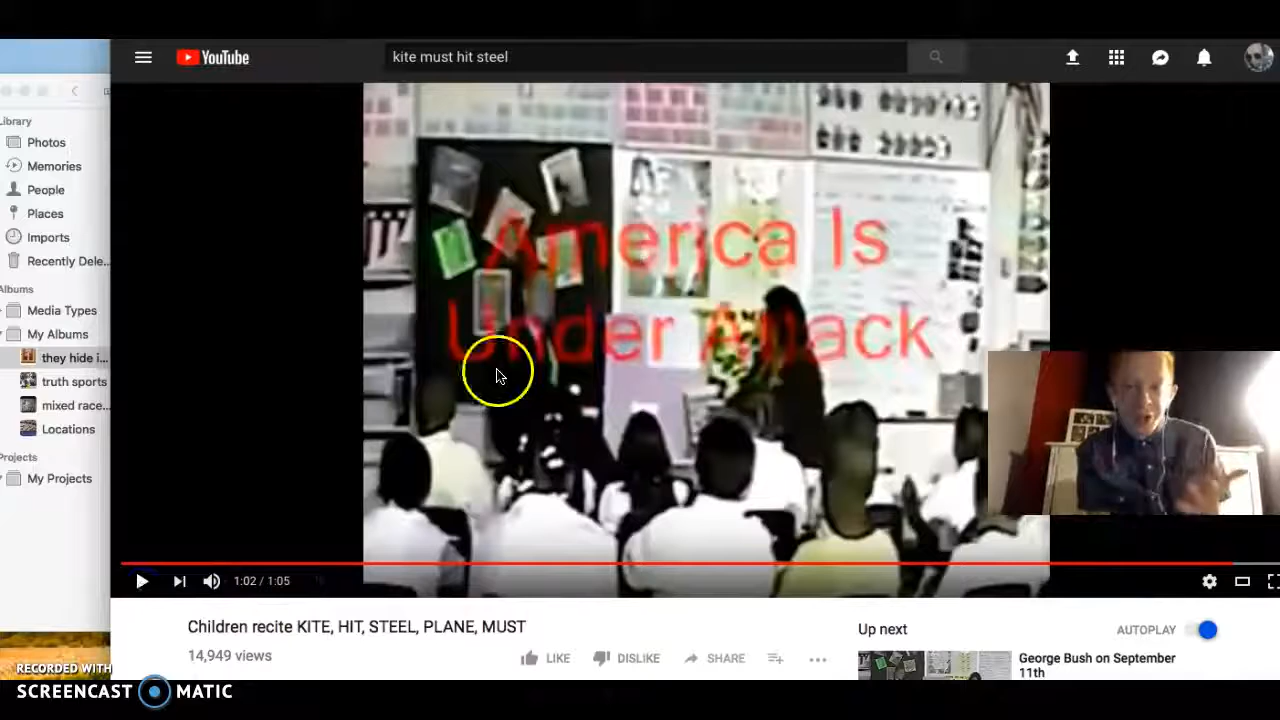 YouTube
kite must hit steel
Library
Photos
Memories
People
Places
Imports
Recently Dele...
Albums
Media Types
My Albums
they hide i...
truth sports
mixed race...
Locations
Projects
My Projects
America Is
Under Attack
1:02 / 1:05
Children recite KITE, HIT, STEEL, PLANE, MUST
14,949 views
LIKE
DISLIKE
SHARE
Up next
AUTOPLAY
George Bush on September
11th
RECORDED WITH
SCREENCAST MATIC